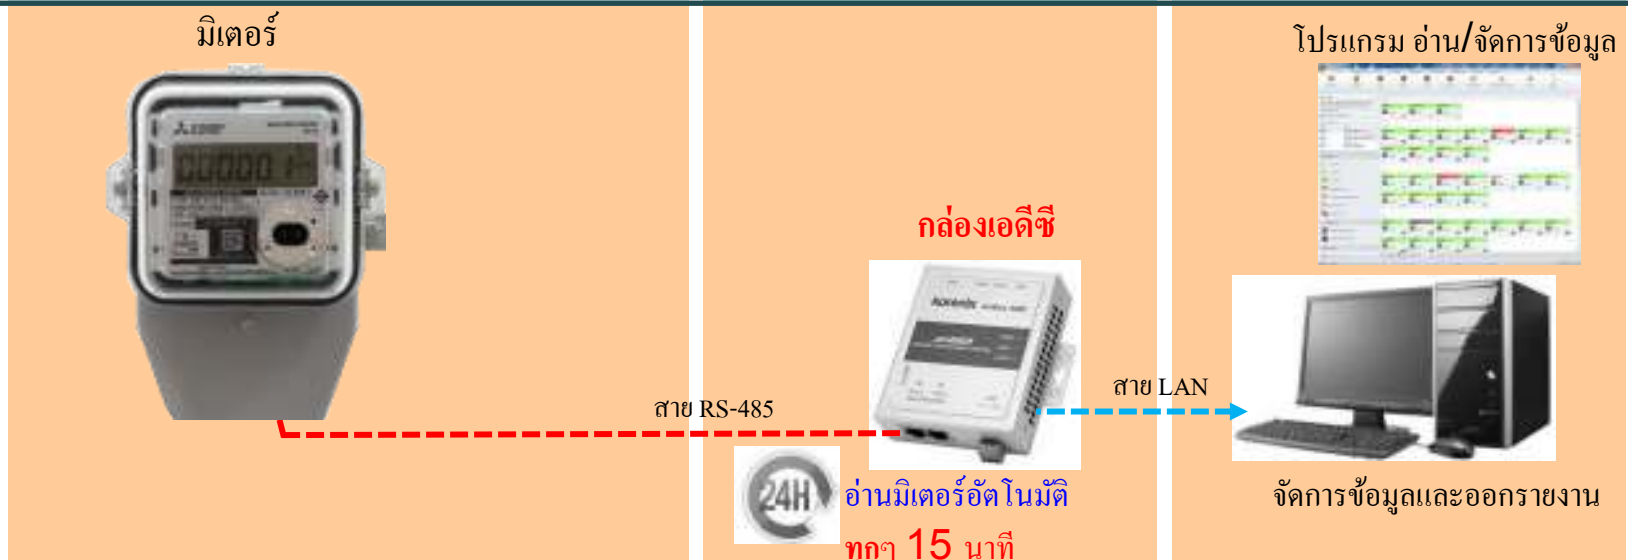 มิเตอร์
000001
สาย RS-485
กล่องเอดีซี
korenix
24H
อ่านมิเตอร์อัตโนมัติ
ทุกๆ 15 นาที
สาย LAN
โปรแกรม อ่าน/จัดการข้อมูล
จัดการข้อมูลและออกรายงาน